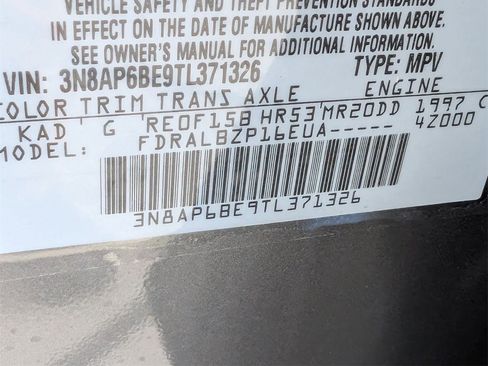 VEHICLE SAFETY AND THEFT PREVENTION STANDARDS
IN EFFECT ON THE DATE OF MANUFACTURE SHOWN ABOVE.
SEE OWNER'S MANUAL FOR ADDITIONAL INFORMATION.
VIN: 3N8AP6BE9TL371326 TYPE: MPV
COLOR TRIM TRANS AXLE ENGINE
KAD G RE0F15B HR53 MR20DD 1997 C
MODEL: FDRALBZP16EUA----- 4Z000
3N8AP6BE9TL371326